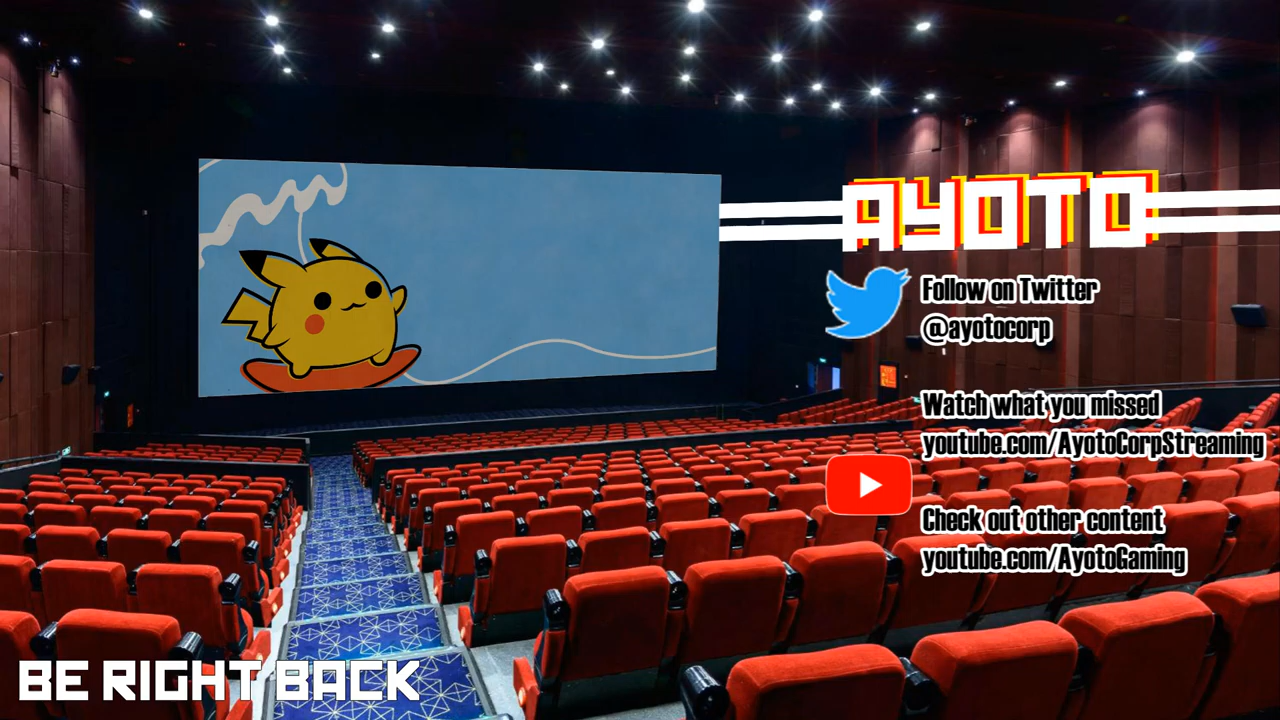 AYOTO
Follow on Twitter
@ayotocorp
Watch what you missed
youtube.com/AyotoCorpStreaming
Check out other content
youtube.com/AyotoGaming
BE RIGHT BACK